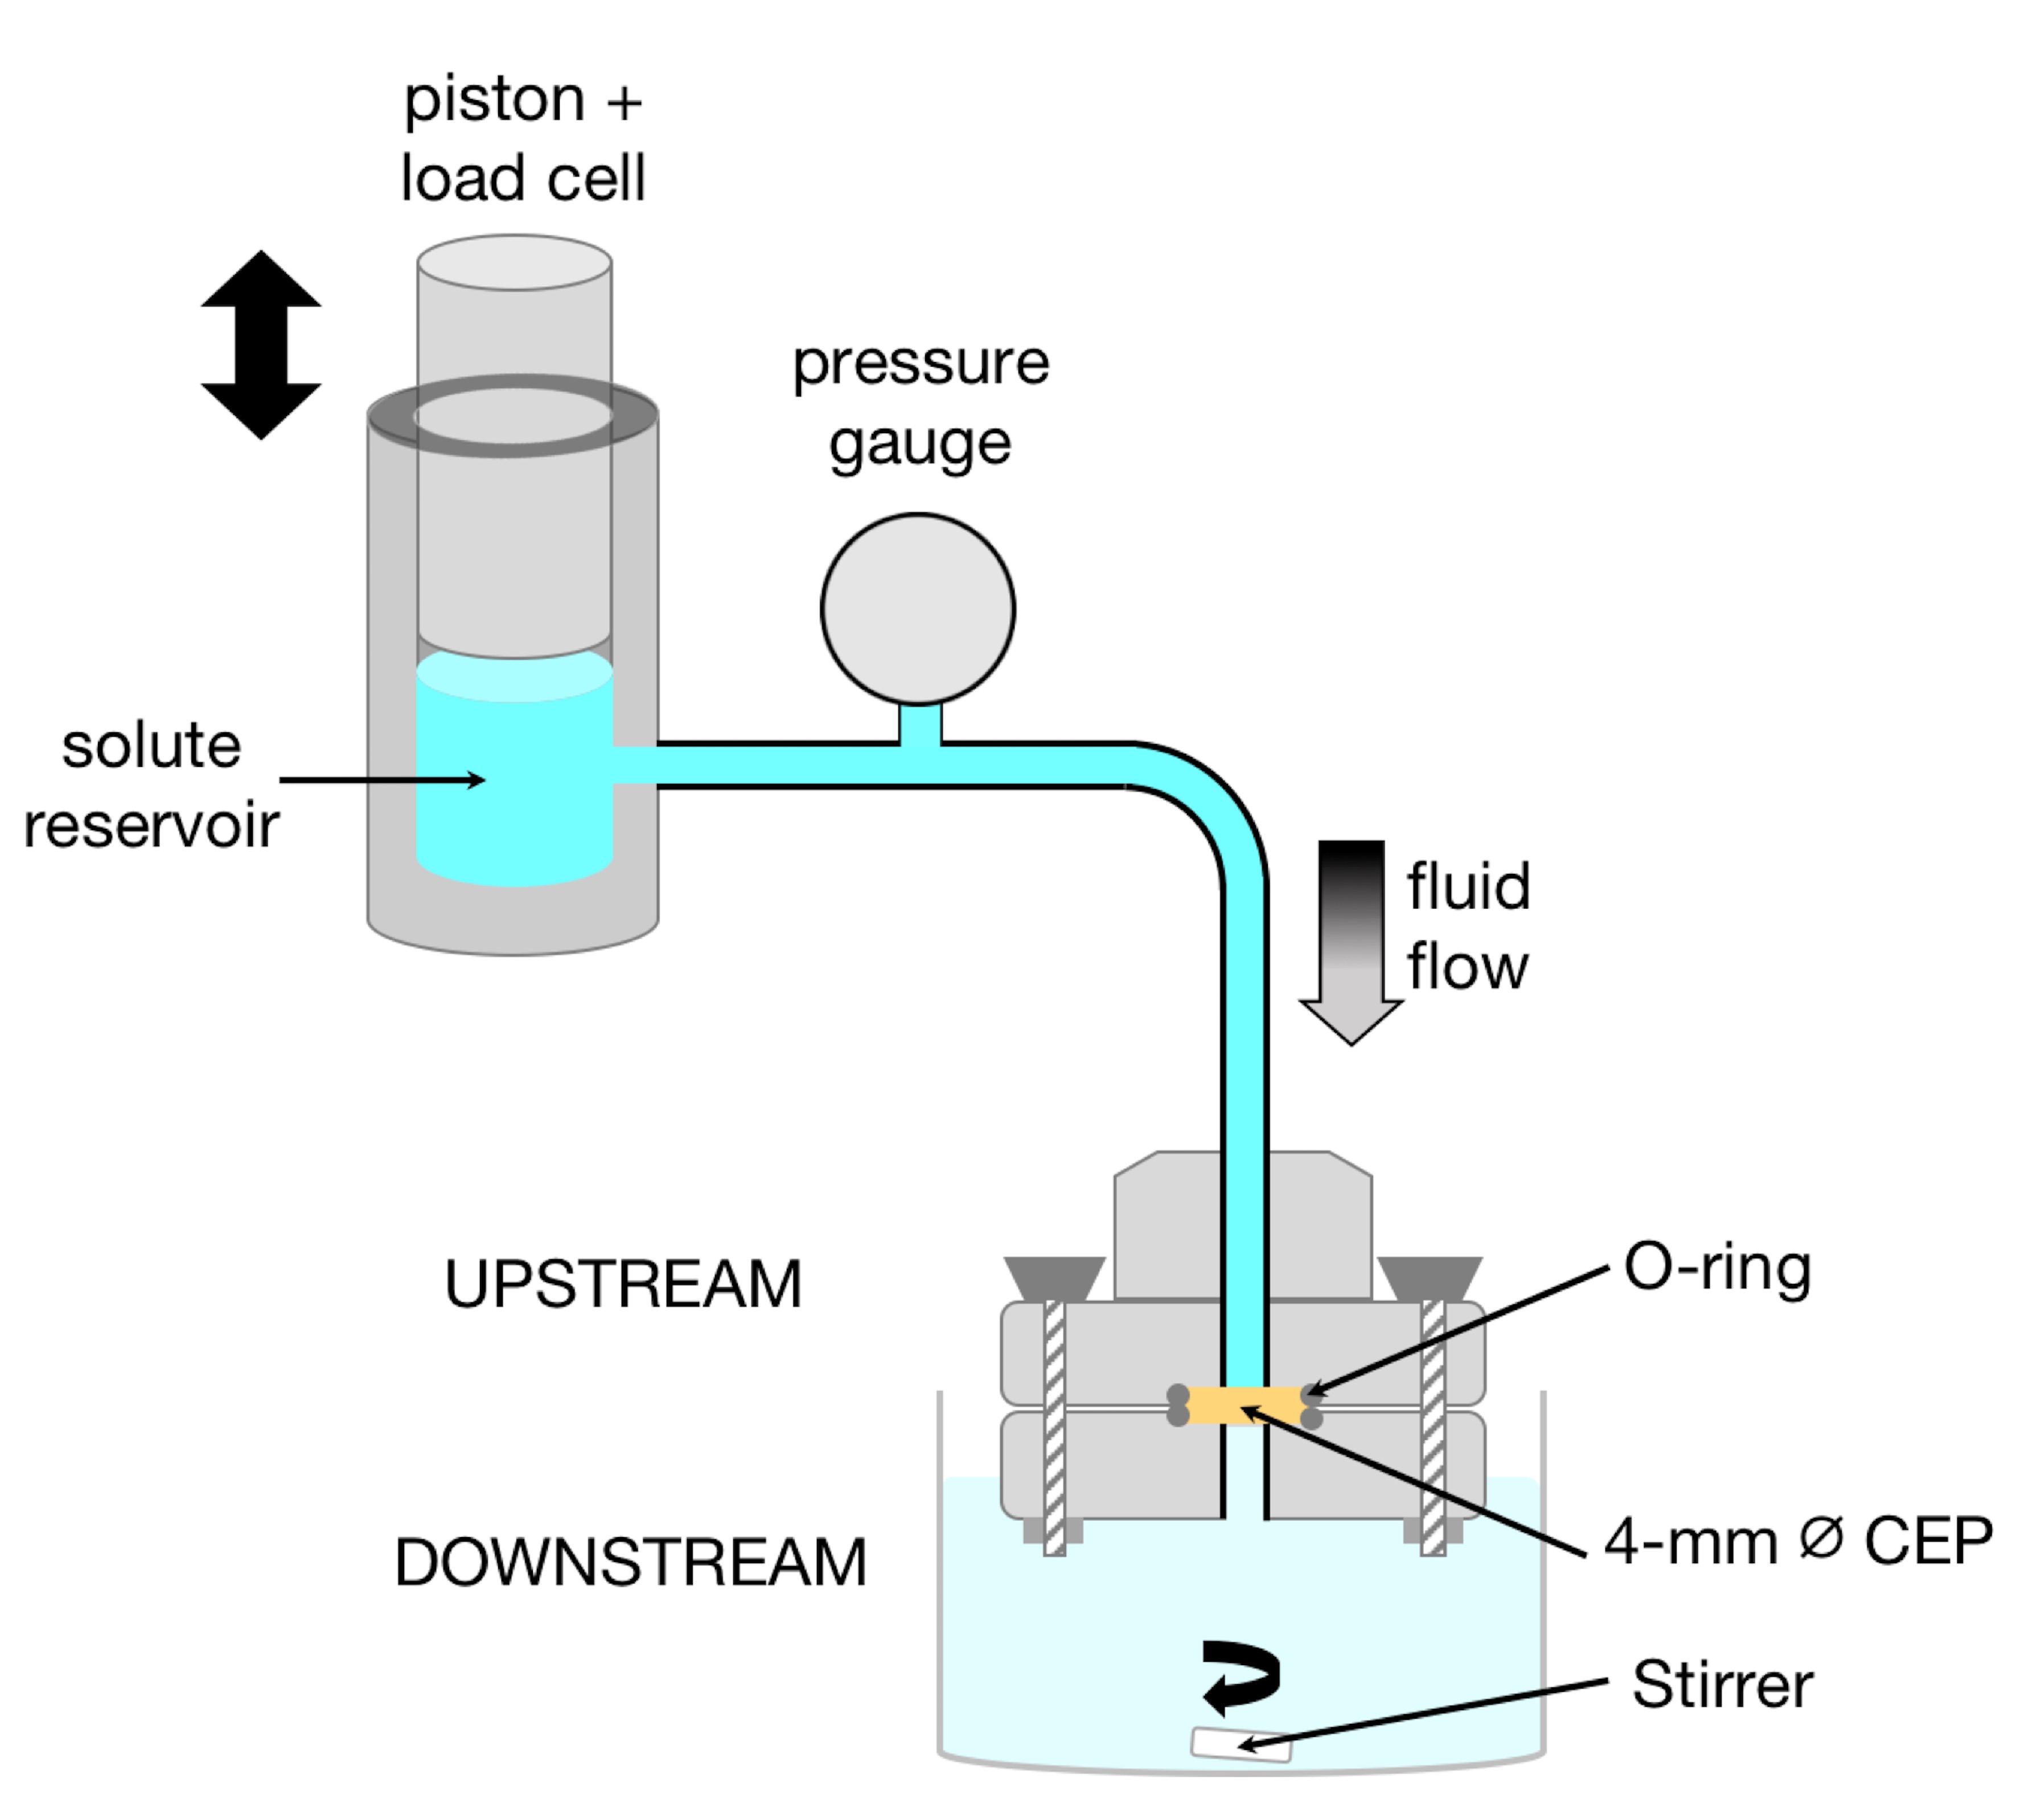 piston +
load cell
pressure
gauge
solute
reservoir
fluid
flow
UPSTREAM
O-ring
DOWNSTREAM
4-mm ∅ CEP
Stirrer